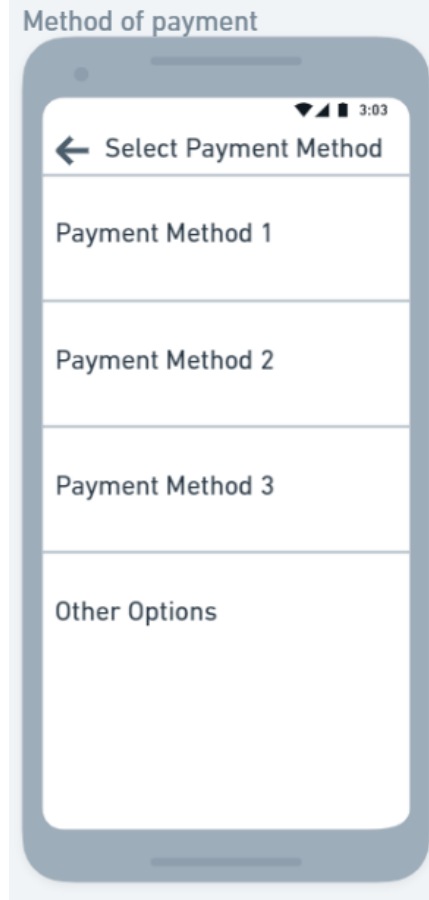 Method of payment
3:03
Select Payment Method
Payment Method 1
Payment Method 2
Payment Method 3
Other Options